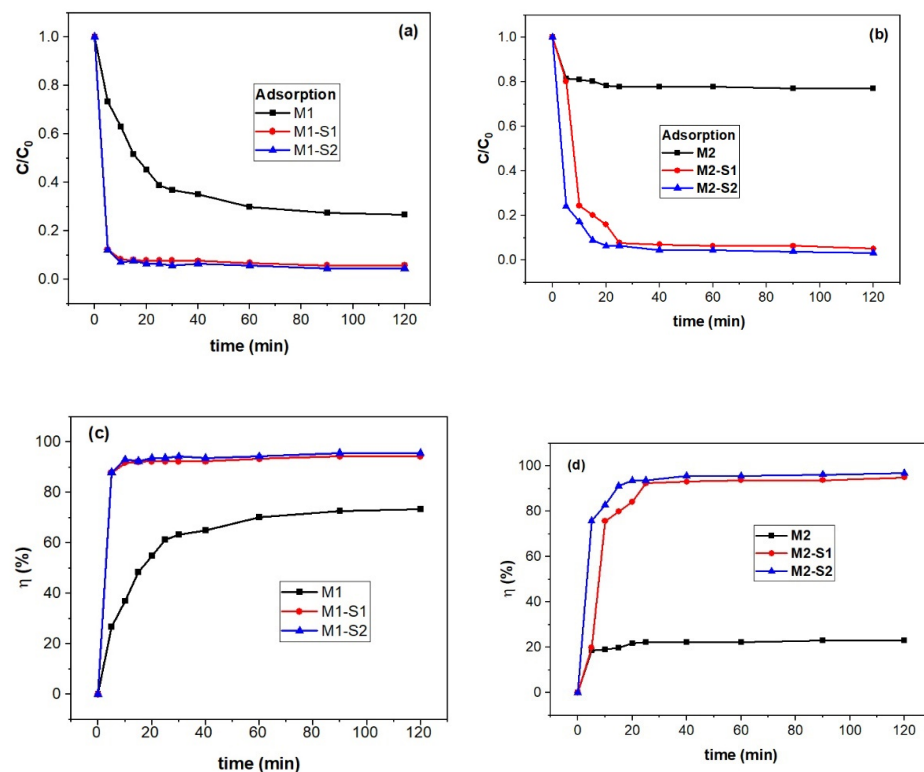 (a)
C/C0
1.0
0.8
0.6
0.4
0.2
0.0
Adsorption
M1
M1-S1
M1-S2
0 20 40 60 80 100 120
time (min)
(b)
C/C0
1.0
0.8
0.6
0.4
0.2
0.0
Adsorption
M2
M2-S1
M2-S2
0 20 40 60 80 100 120
time (min)
(c)
η (%)
100
80
60
40
20
0
M1
M1-S1
M1-S2
0 20 40 60 80 100 120
time (min)
(d)
η (%)
100
80
60
40
20
0
M2
M2-S1
M2-S2
0 20 40 60 80 100 120
time (min)